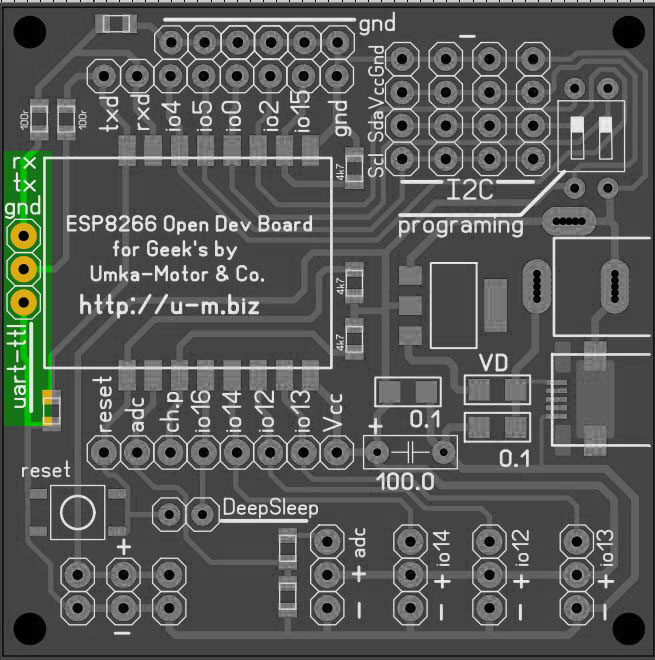 gnd
100r
100r
txd
rxd
io4
io5
io0
io2
io15
gnd
Scl Sda Vcc Gnd
I2C
programing
rx
tx
gnd
uart-ttl
4k7
ESP8266 Open Dev Board
for Geek's by
Umka-Motor & Co.
http://u-m.biz
4k7
4k7
VD
reset
adc
ch.p
io16
io14
io12
io13
Vcc
+
0.1
0.1
100.0
reset
DeepSleep
+
−
adc
+
−
io14
+
−
io12
+
−
io13
+
−